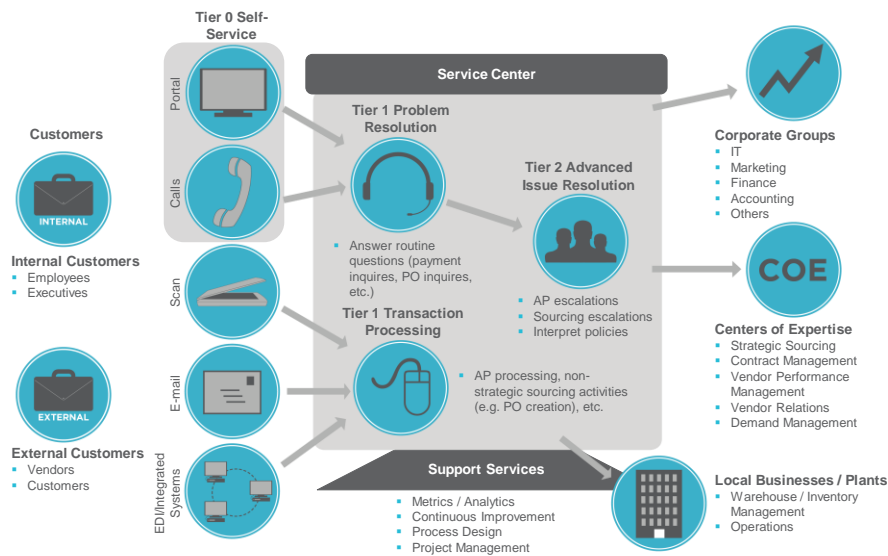 Tier 0 Self-
Service
Portal
Calls
Scan
E-mail
EDI/Integrated
Systems
Customers
INTERNAL
Internal Customers
Employees
Executives
EXTERNAL
External Customers
Vendors
Customers
Service Center
Tier 1 Problem
Resolution
Answer routine
questions (payment
inquires, PO inquires,
etc.)
Tier 2 Advanced
Issue Resolution
AP escalations
Sourcing escalations
Interpret policies
Tier 1 Transaction
Processing
AP processing, non-
strategic sourcing activities
(e.g. PO creation), etc.
Support Services
Metrics / Analytics
Continuous Improvement
Process Design
Project Management
Corporate Groups
IT
Marketing
Finance
Accounting
Others
COE
Centers of Expertise
Strategic Sourcing
Contract Management
Vendor Performance
Management
Vendor Relations
Demand Management
Local Businesses / Plants
Warehouse / Inventory
Management
Operations